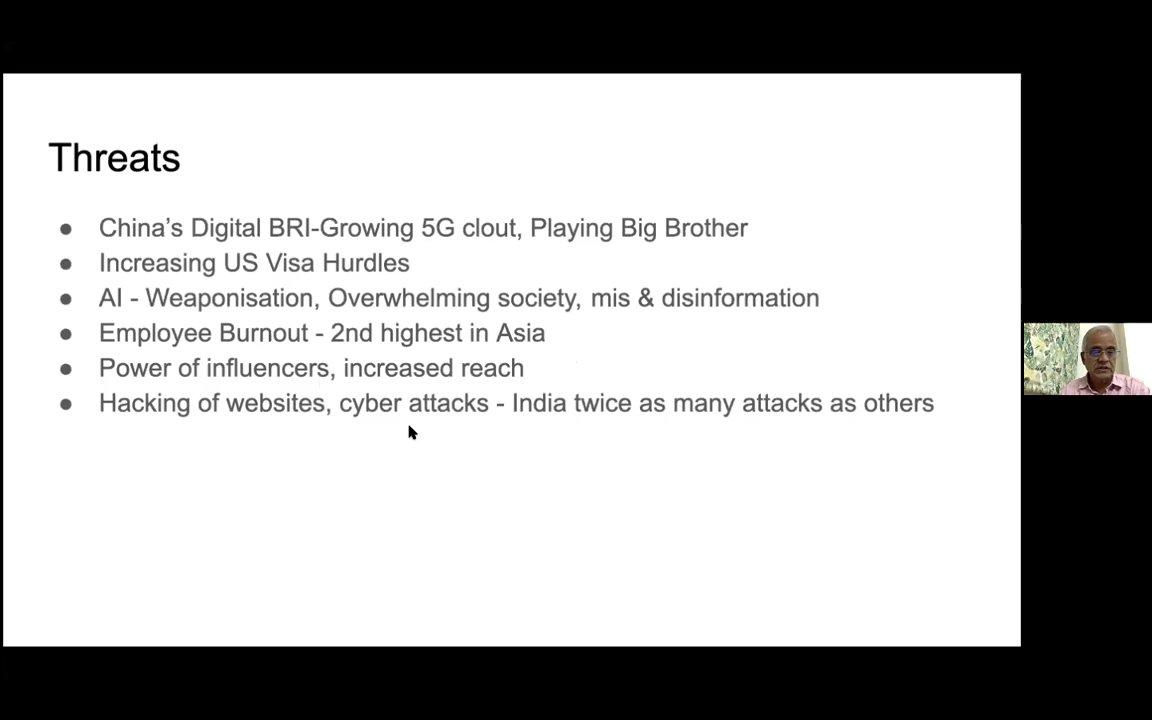 Threats
● China’s Digital BRI-Growing 5G clout, Playing Big Brother
● Increasing US Visa Hurdles
● AI - Weaponisation, Overwhelming society, mis & disinformation
● Employee Burnout - 2nd highest in Asia
● Power of influencers, increased reach
● Hacking of websites, cyber attacks - India twice as many attacks as others